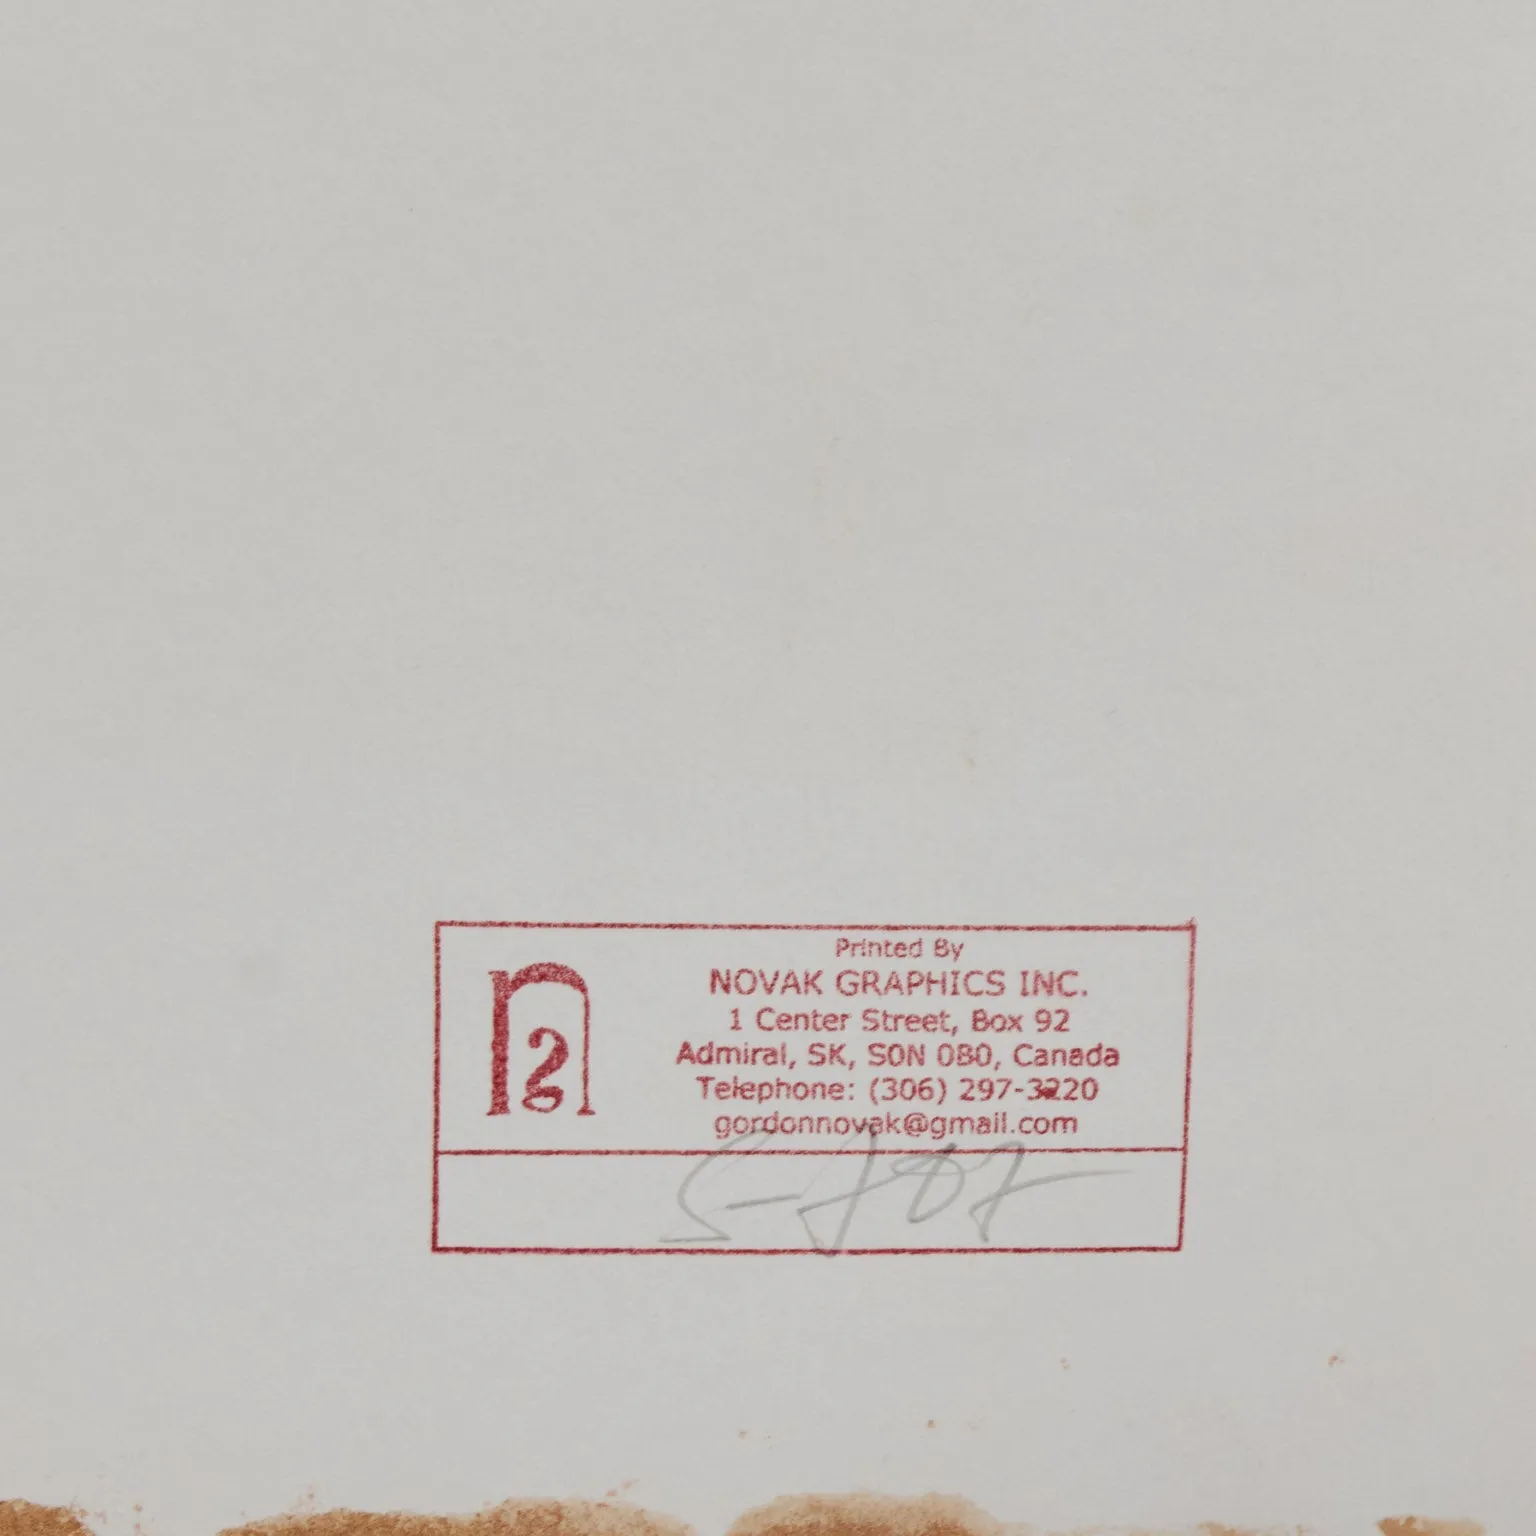 Printed By
NOVAK GRAPHICS INC.
1 Center Street, Box 92
Admiral, SK, S0N 0B0, Canada
Telephone: (306) 297-3220
gordonnovak@gmail.com